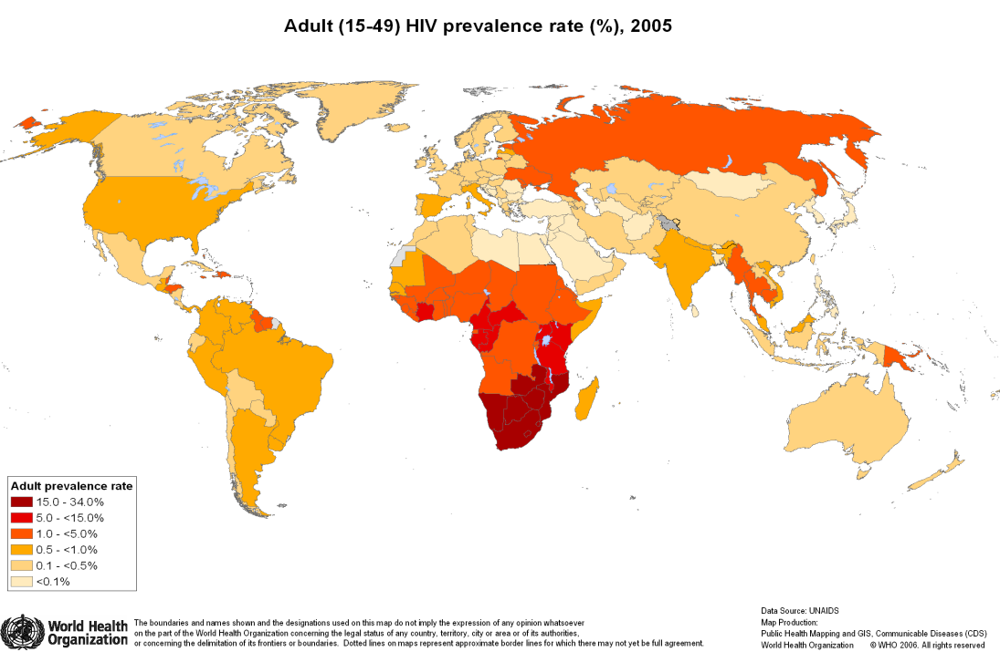 Adult (15-49) HIV prevalence rate (%), 2005
Adult prevalence rate
15.0 - 34.0%
5.0 - <15.0%
1.0 - <5.0%
0.5 - <1.0%
0.1 - <0.5%
<0.1%
World Health
Organization
The boundaries and names shown and the designations used on this map do not imply the expression of any opinion whatsoever
on the part of the World Health Organization concerning the legal status of any country, territory, city or area or of its authorities,
or concerning the delimitation of its frontiers or boundaries. Dotted lines on maps represent approximate border lines for which there may not yet be full agreement.
Data Source: UNAIDS
Map Production:
Public Health Mapping and GIS, Communicable Diseases (CDS)
World Health Organization © WHO 2006. All rights reserved